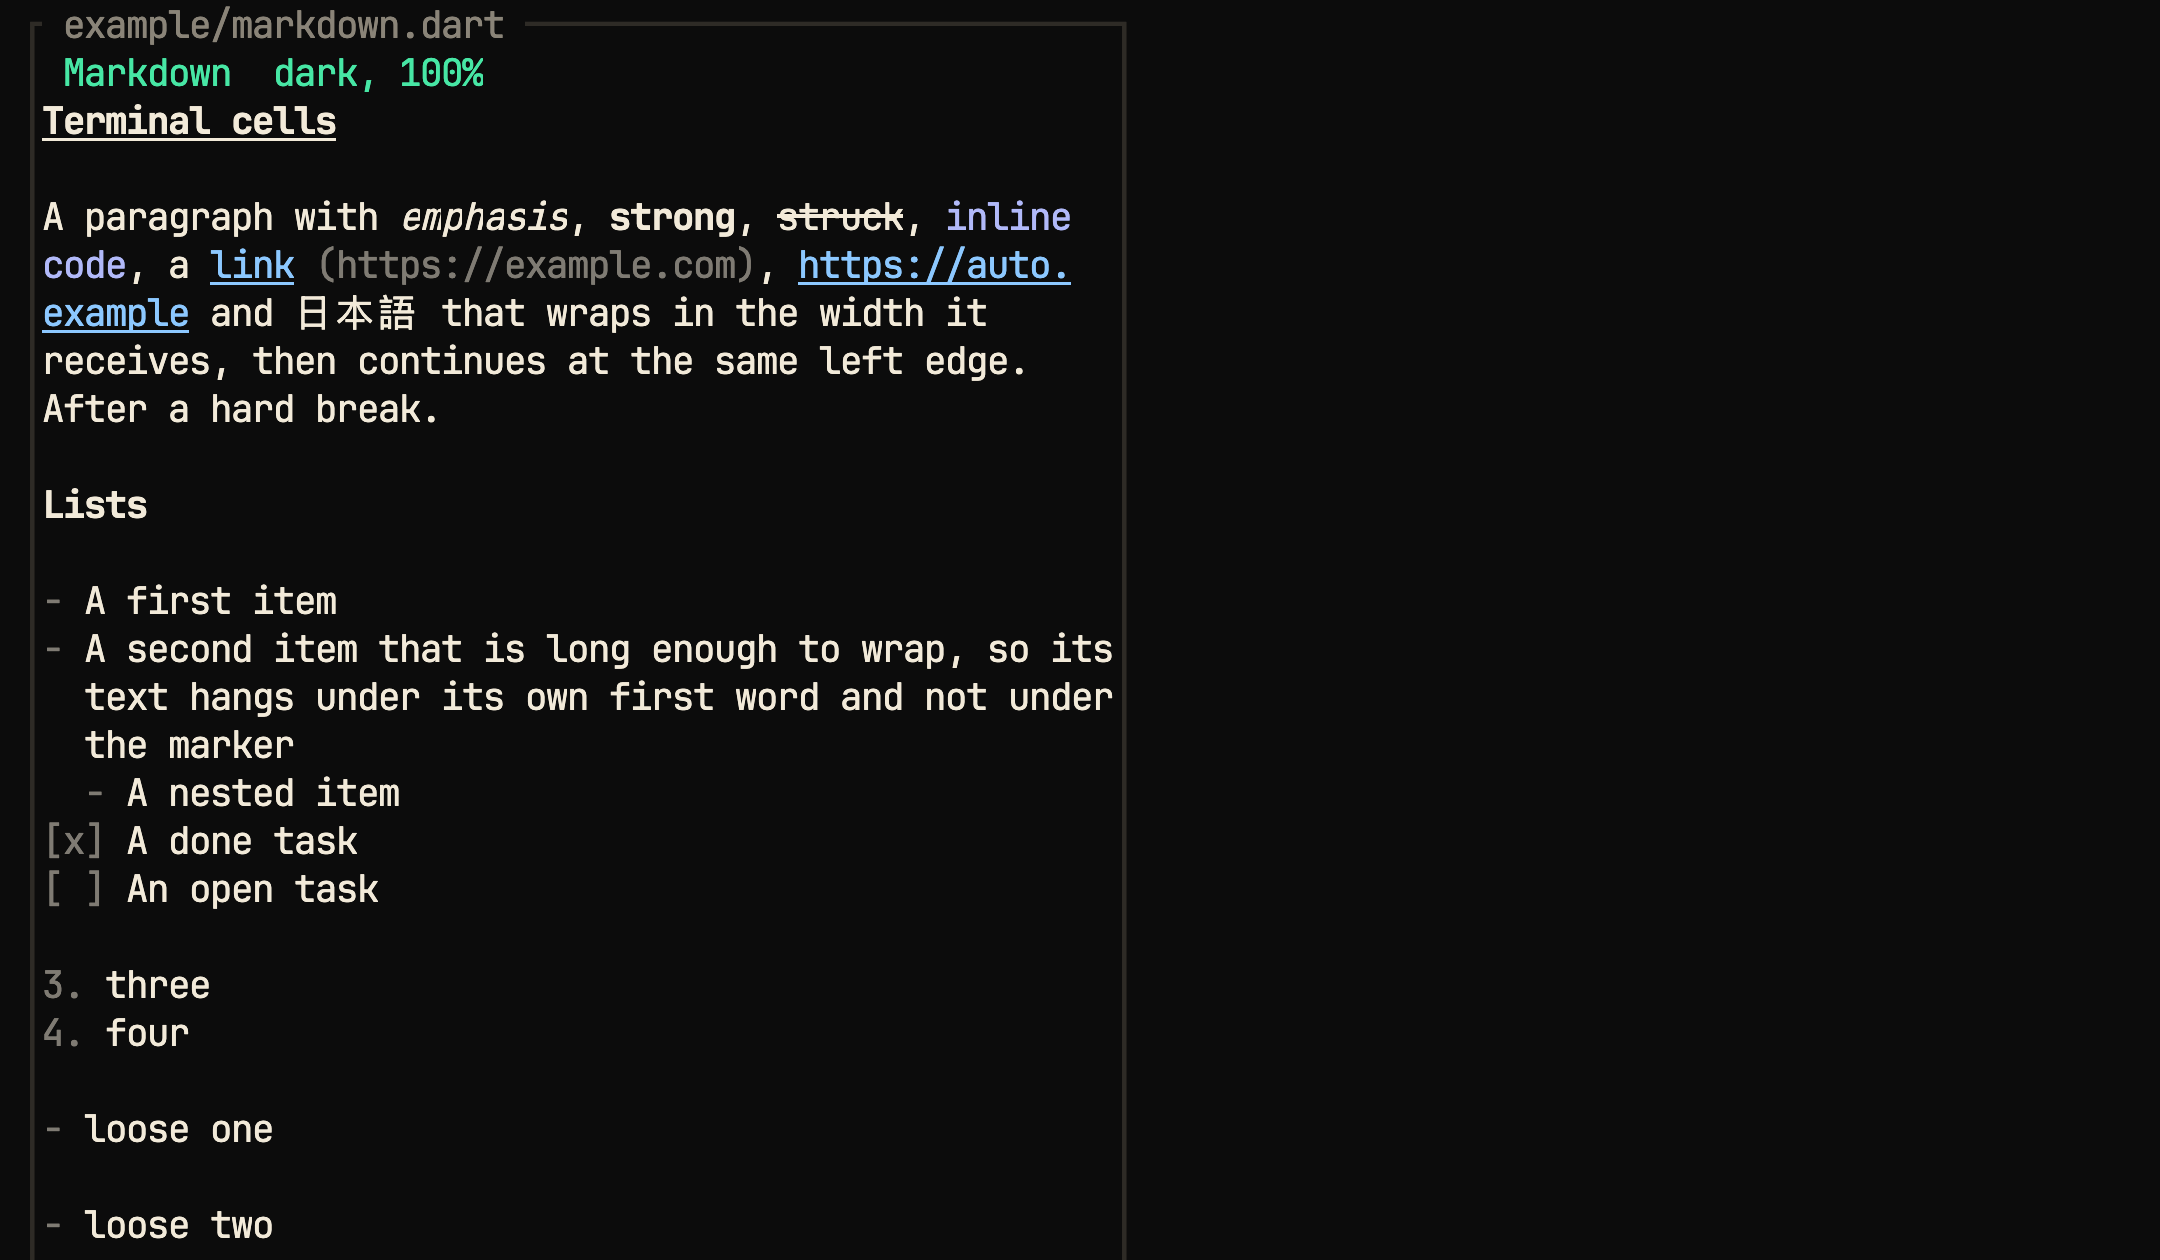 example/markdown.dart
Markdown  dark, 100%
Terminal cells
A paragraph with emphasis, strong, struck, inline
code, a link (https://example.com), https://auto.
example and 日本語 that wraps in the width it
receives, then continues at the same left edge.
After a hard break.
Lists
- A first item
- A second item that is long enough to wrap, so its
text hangs under its own first word and not under
the marker
- A nested item
[x] A done task
[ ] An open task
3. three
4. four
- loose one
- loose two